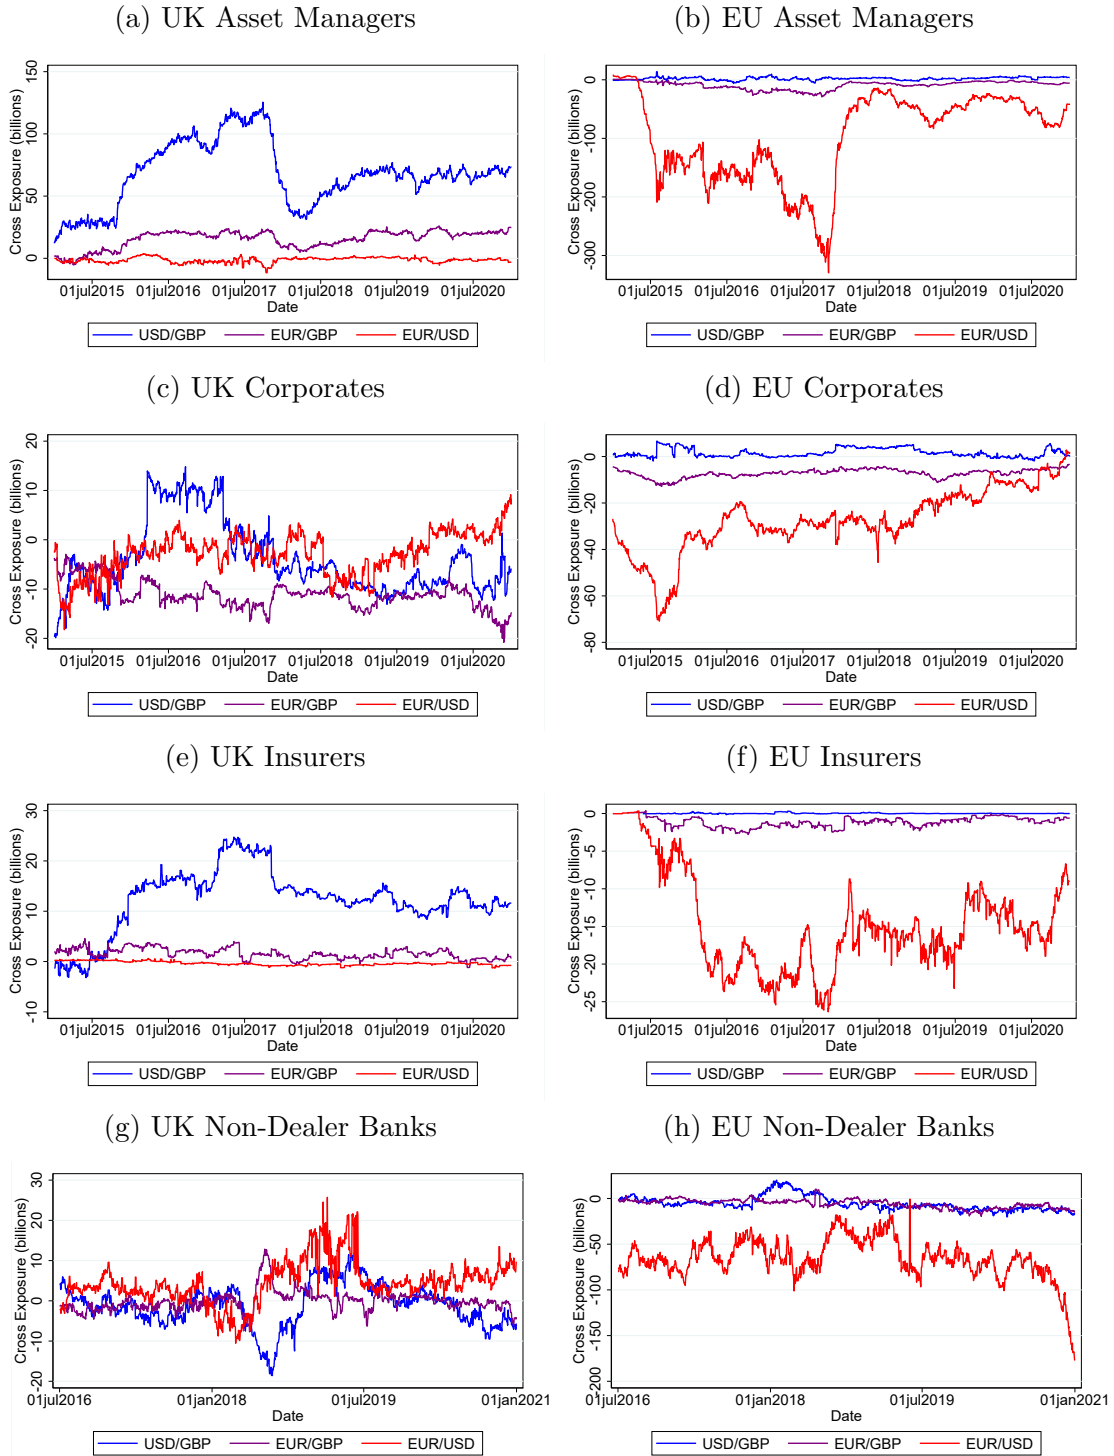 (a) UK Asset Managers
Cross Exposure (billions)
150
100
50
0
01jul2015 01jul2016 01jul2017 01jul2018 01jul2019 01jul2020
Date
USD/GBP EUR/GBP EUR/USD
(b) EU Asset Managers
Cross Exposure (billions)
0
-100
-200
-300
01jul2015 01jul2016 01jul2017 01jul2018 01jul2019 01jul2020
Date
USD/GBP EUR/GBP EUR/USD
(c) UK Corporates
Cross Exposure (billions)
20
10
0
-10
-20
01jul2015 01jul2016 01jul2017 01jul2018 01jul2019 01jul2020
Date
USD/GBP EUR/GBP EUR/USD
(d) EU Corporates
Cross Exposure (billions)
0
-20
-40
-60
-80
01jul2015 01jul2016 01jul2017 01jul2018 01jul2019 01jul2020
Date
USD/GBP EUR/GBP EUR/USD
(e) UK Insurers
Cross Exposure (billions)
30
20
10
0
-10
01jul2015 01jul2016 01jul2017 01jul2018 01jul2019 01jul2020
Date
USD/GBP EUR/GBP EUR/USD
(f) EU Insurers
Cross Exposure (billions)
0
-5
-10
-15
-20
-25
01jul2015 01jul2016 01jul2017 01jul2018 01jul2019 01jul2020
Date
USD/GBP EUR/GBP EUR/USD
(g) UK Non-Dealer Banks
Cross Exposure (billions)
30
20
10
0
-10
-20
01jul2016 01jan2018 01jul2019 01jan2021
Date
USD/GBP EUR/GBP EUR/USD
(h) EU Non-Dealer Banks
Cross Exposure (billions)
0
-50
-100
-150
-200
01jul2016 01jan2018 01jul2019 01jan2021
Date
USD/GBP EUR/GBP EUR/USD